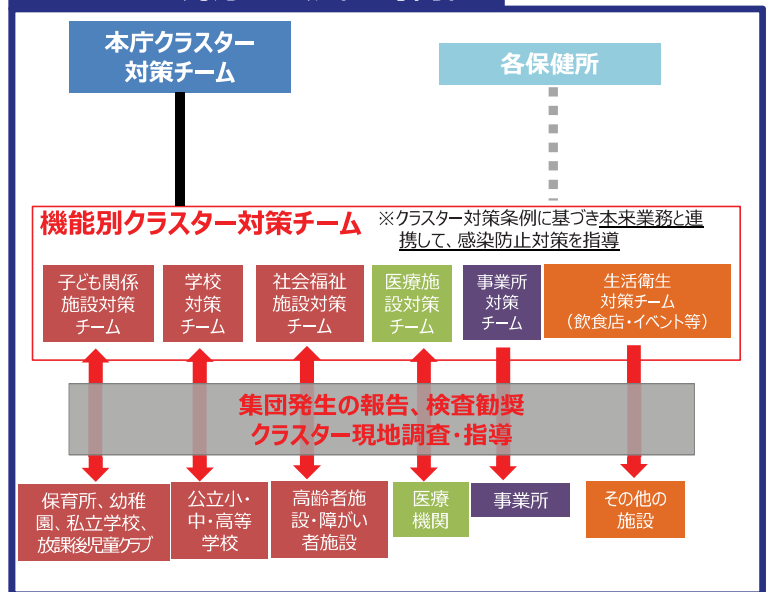 本庁クラスター
対策チーム
各保健所
機能別クラスター対策チーム
※クラスター対策条例に基づき本来業務と連
携して、感染防止対策を指導
子ども関係
施設対策
チーム
学校
対策
チーム
社会福祉
施設対策
チーム
医療施
設対策
チーム
事業所
対策
チーム
生活衛生
対策チーム
（飲食店・イベント等）
集団発生の報告、検査勧奨
クラスター現地調査・指導
保育所、幼稚
園、私立学校、
放課後児童クラブ
公立小・
中・高等
学校
高齢者施
設・障がい
者施設
医療
機関
事業所
その他の
施設